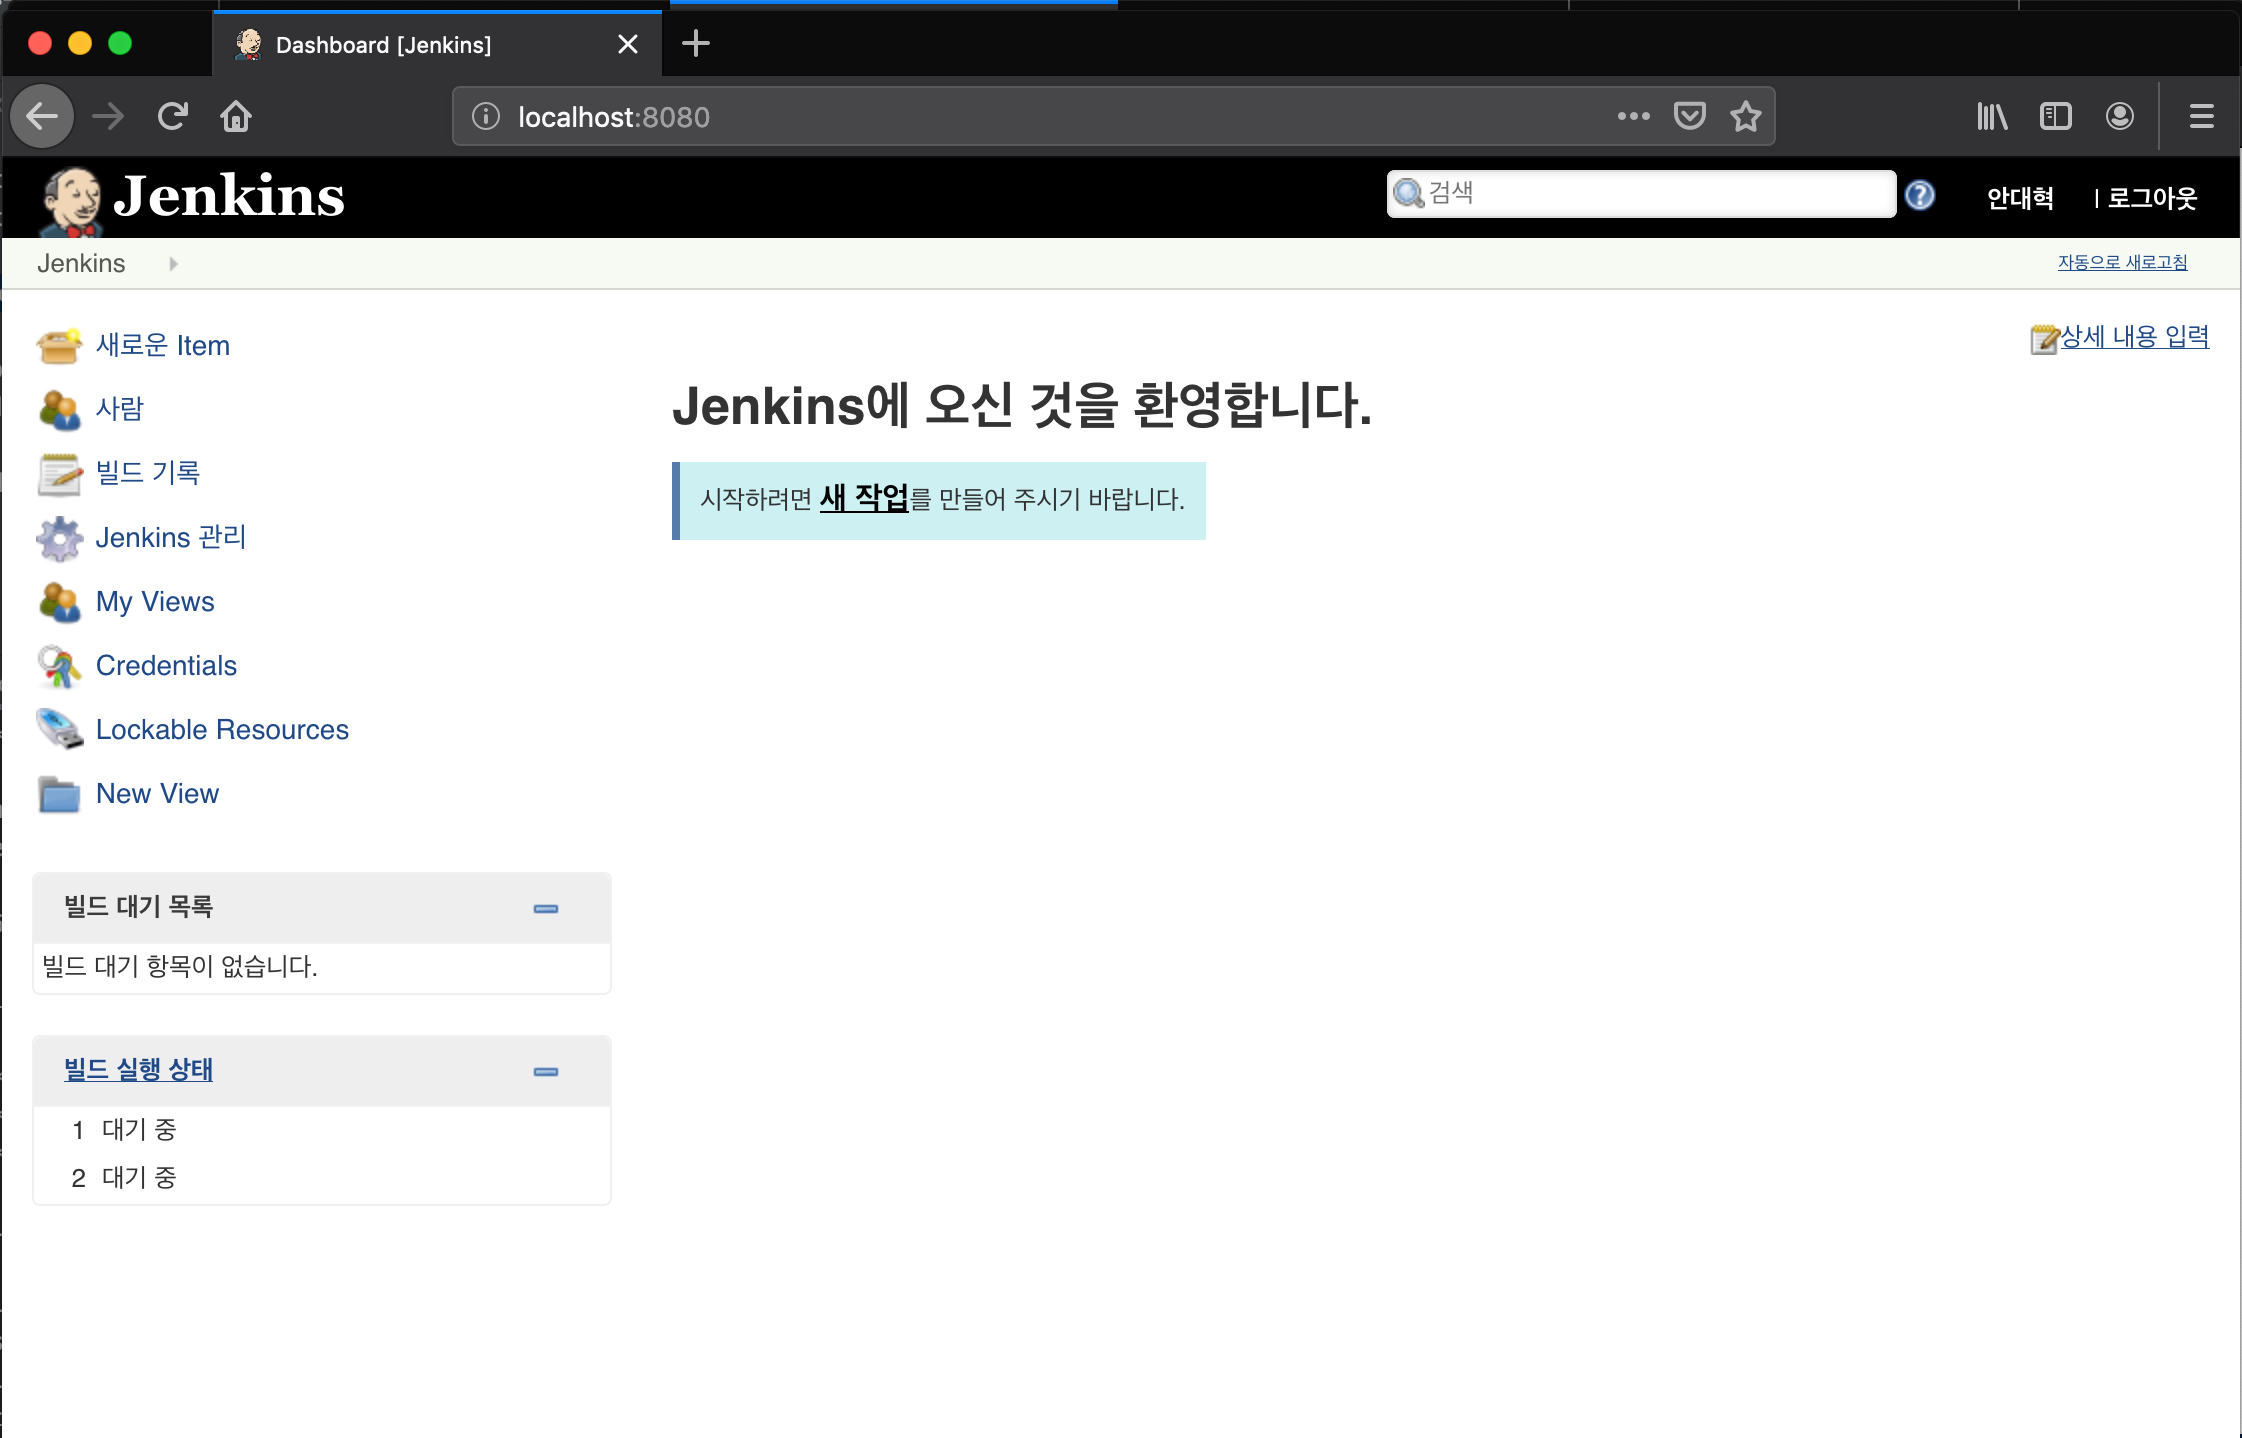 Dashboard [Jenkins]
localhost:8080
Jenkins
검색
안대혁
| 로그아웃
Jenkins
자동으로 새로고침
새로운 Item
사람
빌드 기록
Jenkins 관리
My Views
Credentials
Lockable Resources
New View
상세 내용 입력
Jenkins에 오신 것을 환영합니다.
시작하려면 새 작업를 만들어 주시기 바랍니다.
빌드 대기 목록
빌드 대기 항목이 없습니다.
빌드 실행 상태
1 대기 중
2 대기 중